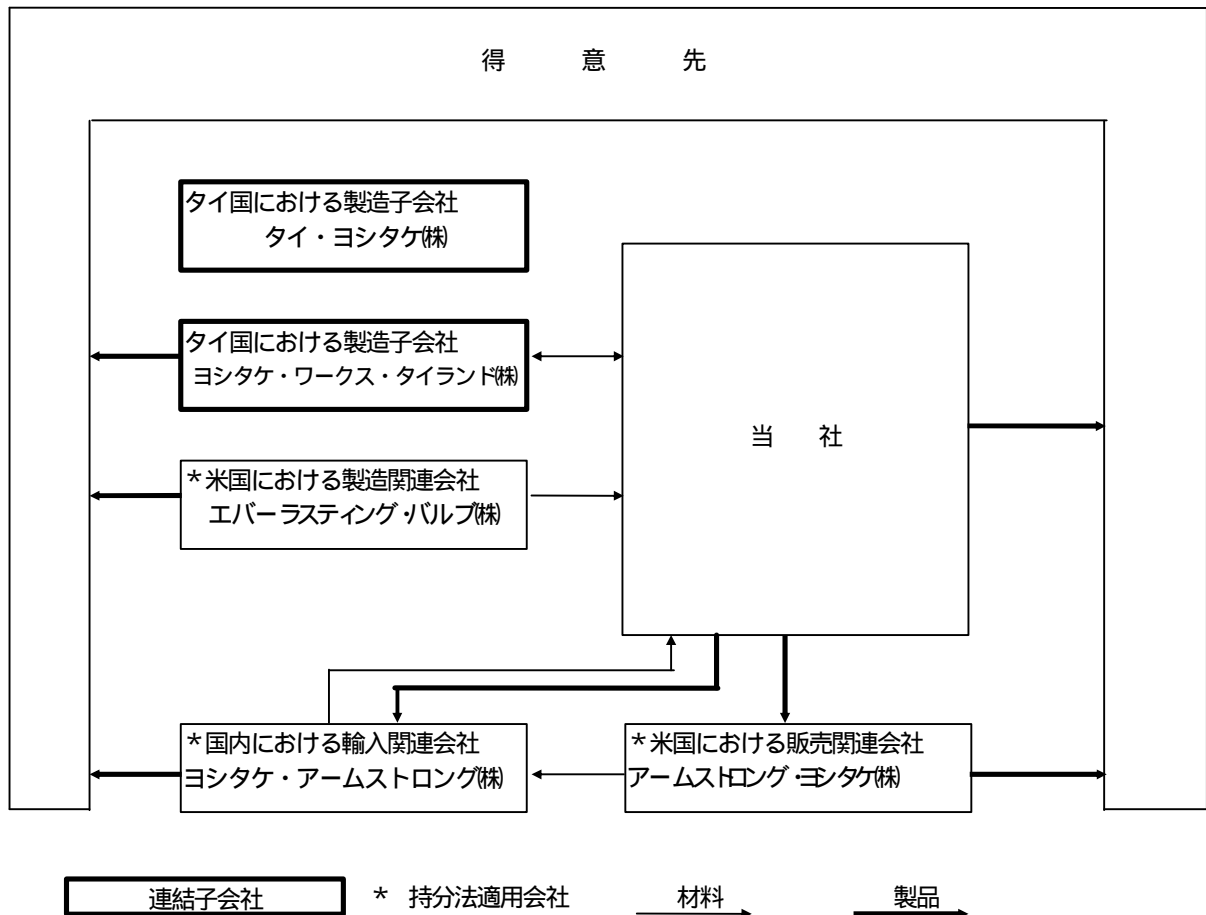 得意先
タイ国における製造子会社
タイ・ヨシタケ㈱
タイ国における製造子会社
ヨシタケ・ワークス・タイランド㈱
当社
*米国における製造関連会社
エバーラスティング・バルブ㈱
*国内における輸入関連会社
ヨシタケ・アームストロング㈱
*米国における販売関連会社
アームストロング・ヨシタケ㈱
連結子会社 * 持分法適用会社 材料 製品